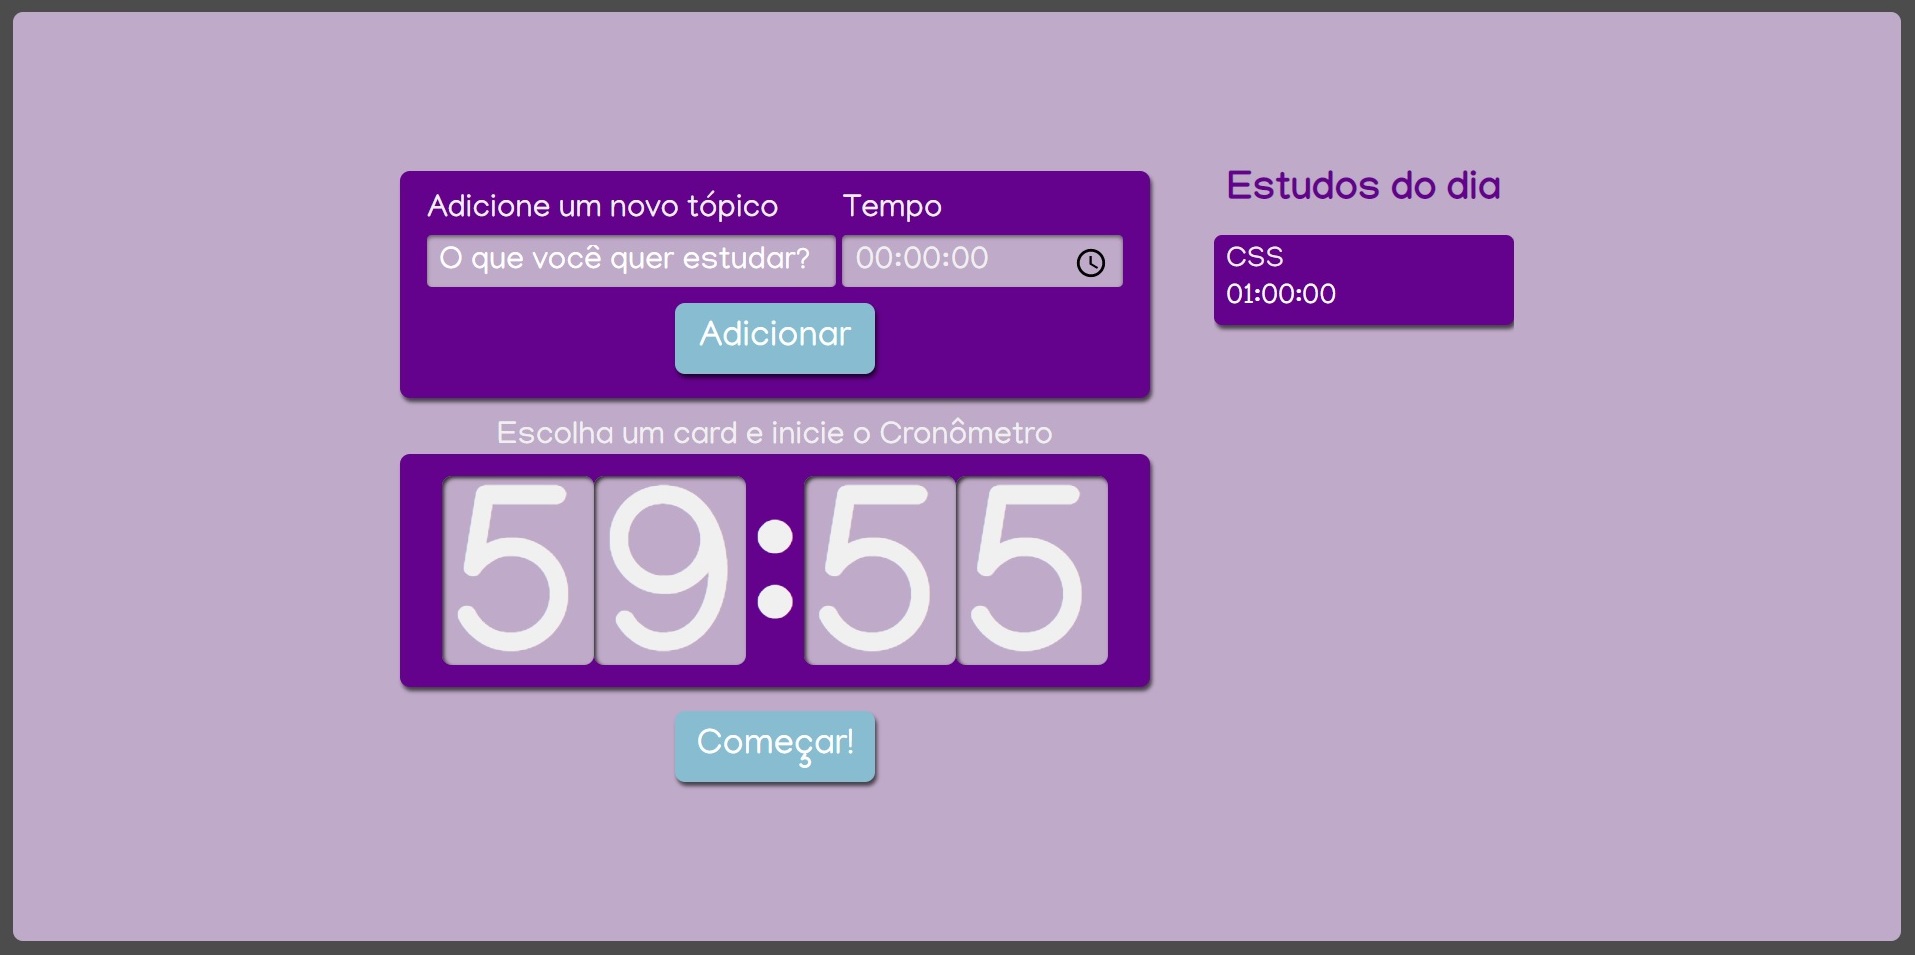 Adicione um novo tópico
Tempo
O que você quer estudar?
00:00:00
Adicionar
Escolha um card e inicie o Cronômetro
59:55
Começar!
Estudos do dia
CSS
01:00:00